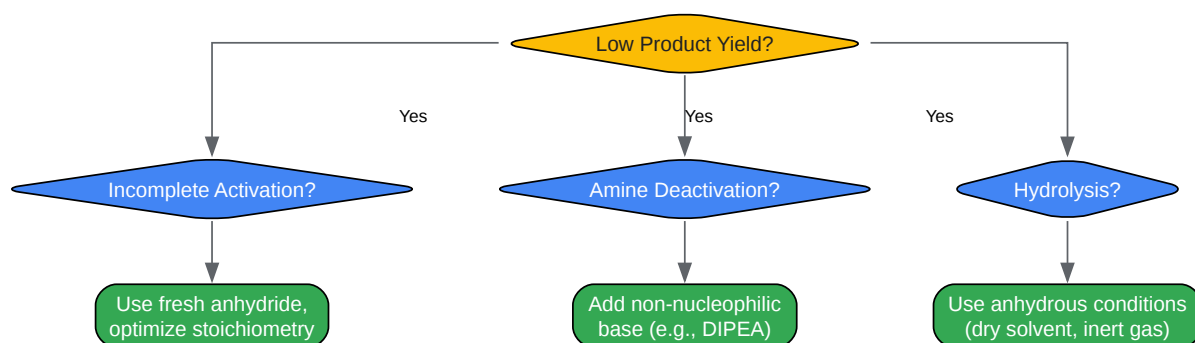 Low Product Yield?
Yes
Yes
Yes
Incomplete Activation?
Amine Deactivation?
Hydrolysis?
Use fresh anhydride,
optimize stoichiometry
Add non-nucleophilic
base (e.g., DIPEA)
Use anhydrous conditions
(dry solvent, inert gas)